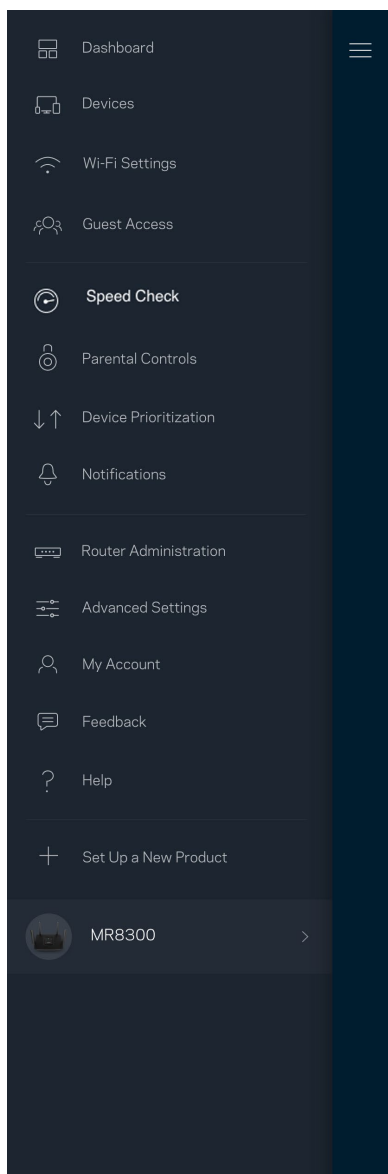 Dashboard
Devices
Wi-Fi Settings
Guest Access
Speed Check
Parental Controls
Device Prioritization
Notifications
Router Administration
Advanced Settings
My Account
Feedback
Help
Set Up a New Product
MR8300